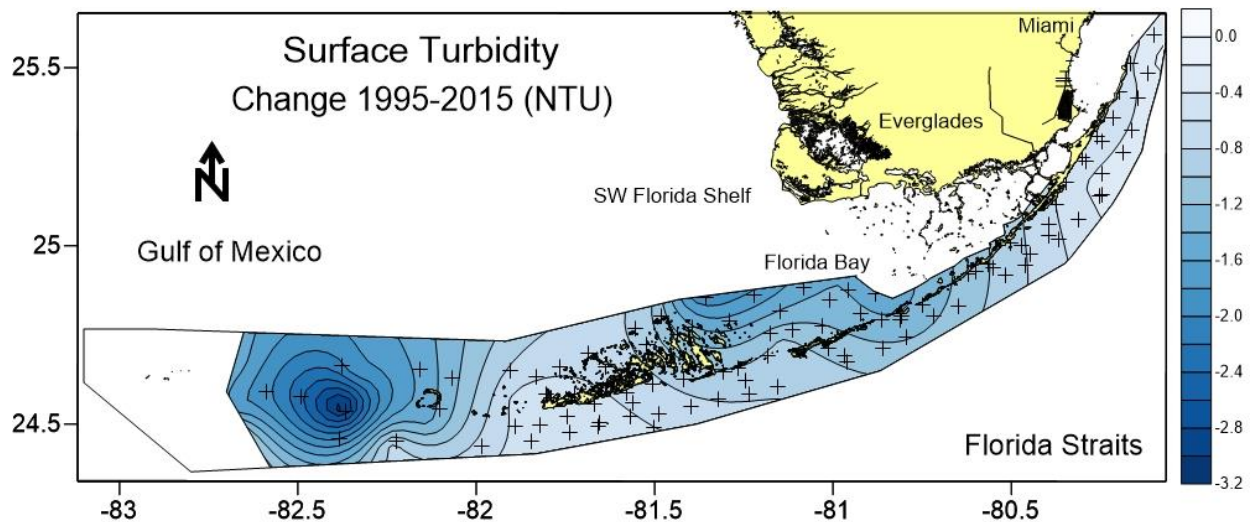 Surface Turbidity
Change 1995-2015 (NTU)
N
Miami
Everglades
SW Florida Shelf
Gulf of Mexico
Florida Bay
Florida Straits
25.5
25
24.5
-83
-82.5
-82
-81.5
-81
-80.5
0.0
-0.4
-0.8
-1.2
-1.6
-2.0
-2.4
-2.8
-3.2